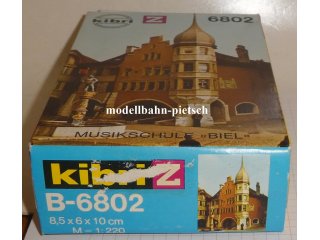 kibri Z 6802
modellbahn-pietsch
MUSIKSCHULE »BIEL«
kibri Z
B-6802
8,5 x 6 x 10 cm
M - 1:220